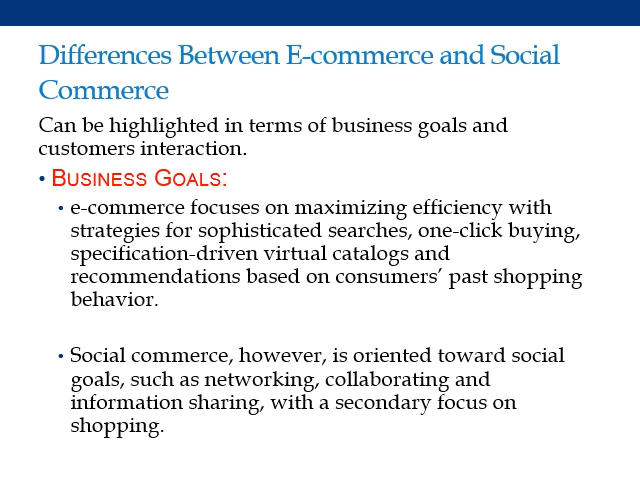 Differences Between E-commerce and Social
Commerce
Can be highlighted in terms of business goals and
customers interaction.
• BUSINESS GOALS:
• e-commerce focuses on maximizing efficiency with
strategies for sophisticated searches, one-click buying,
specification-driven virtual catalogs and
recommendations based on consumers’ past shopping
behavior.
• Social commerce, however, is oriented toward social
goals, such as networking, collaborating and
information sharing, with a secondary focus on
shopping.